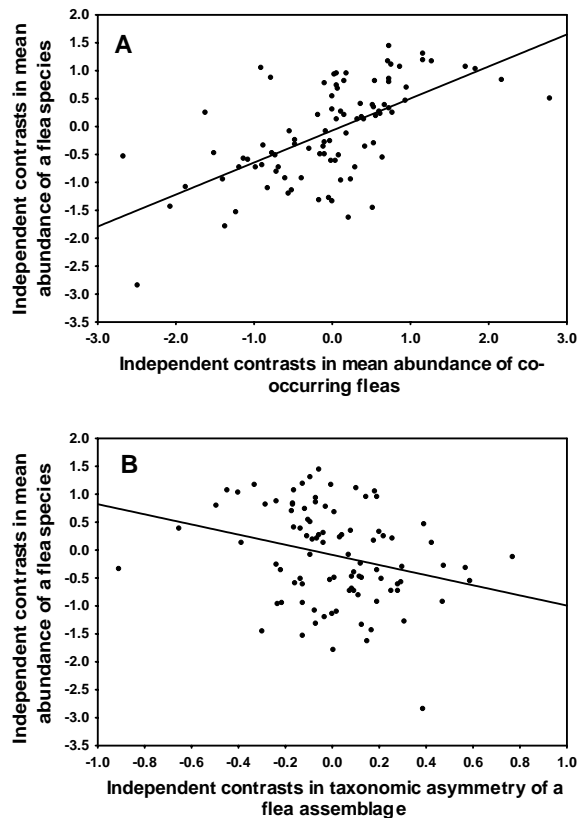 A
Independent contrasts in mean
abundance of a flea species
2.0
1.5
1.0
0.5
0.0
-0.5
-1.0
-1.5
-2.0
-2.5
-3.0
-3.5
-3.0 -2.0 -1.0 0.0 1.0 2.0 3.0
Independent contrasts in mean abundance of co-
occurring fleas
B
Independent contrasts in mean
abundance of a flea species
2.0
1.5
1.0
0.5
0.0
-0.5
-1.0
-1.5
-2.0
-2.5
-3.0
-3.5
-1.0 -0.8 -0.6 -0.4 -0.2 0.0 0.2 0.4 0.6 0.8 1.0
Independent contrasts in taxonomic asymmetry of a
flea assemblage